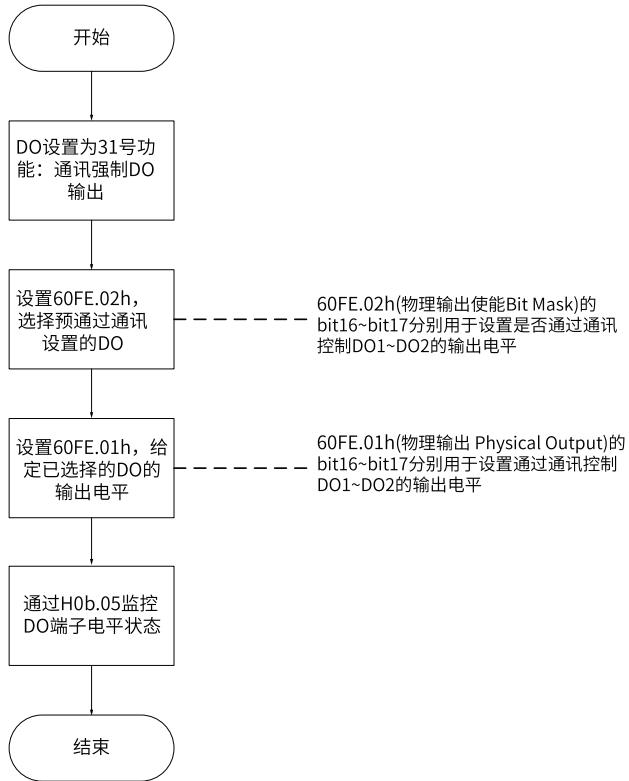 开始
DO设置为31号功
能：通讯强制DO
输出
设置60FE.02h，
选择预通过通讯
设置的DO
60FE.02h(物理输出使能Bit Mask)的
bit16~bit17分别用于设置是否通过通讯
控制DO1~DO2的输出电平
设置60FE.01h，给
定已选择的DO的
输出电平
60FE.01h(物理输出 Physical Output)的
bit16~bit17分别用于设置通过通讯控制
DO1~DO2的输出电平
通过H0b.05监控
DO端子电平状态
结束